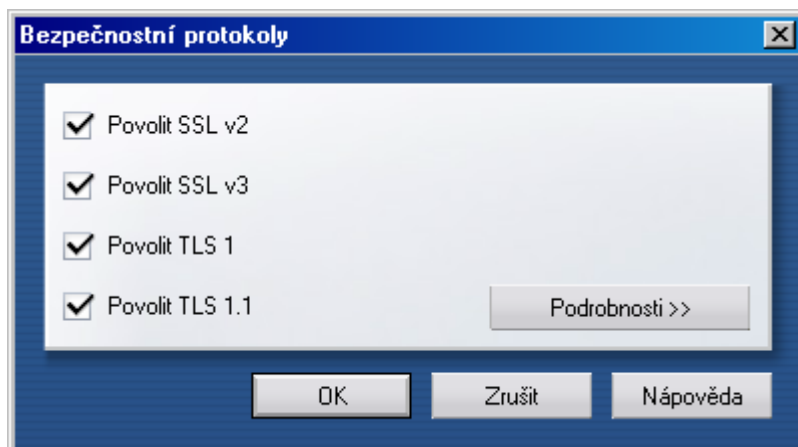 Bezpečnostní protokoly
Povolit SSL v2
Povolit SSL v3
Povolit TLS 1
Povolit TLS 1.1
Podrobnosti >>
OK
Zrušit
Nápověda